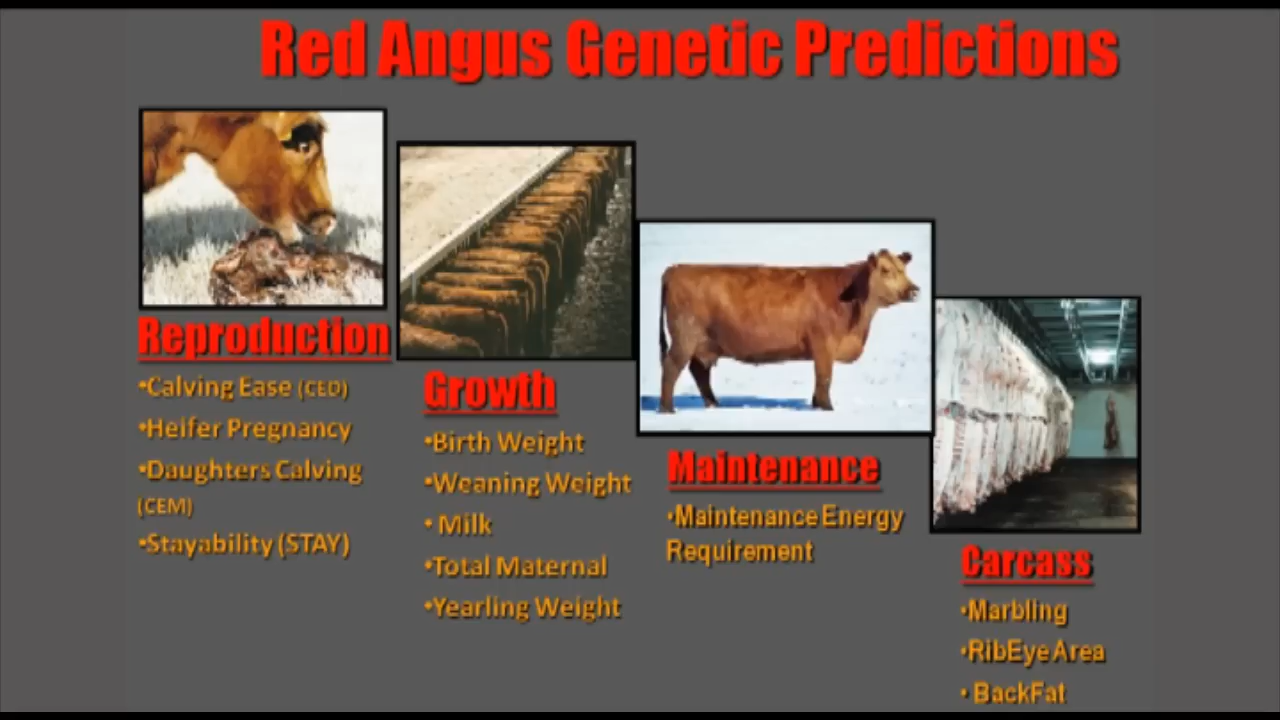 Red Angus Genetic Predictions
Reproduction
•Calving Ease (CED)
•Heifer Pregnancy
•Daughters Calving
(CEM)
•Stayability (STAY)
Growth
•Birth Weight
•Weaning Weight
• Milk
•Total Maternal
•Yearling Weight
Maintenance
•Maintenance Energy
Requirement
Carcass
•Marbling
•RibEye Area
• BackFat